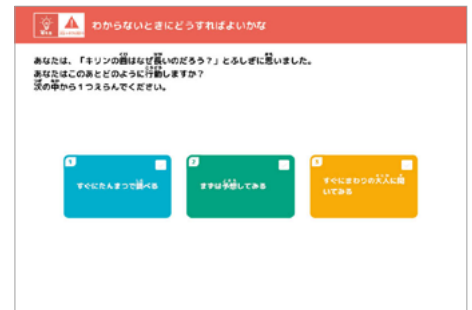 わからないときにどうすればよいかな
あなたは、「キリンの首はなぜ長いのだろう?」とふしぎに思いました。
あなたはこのあとどのように行動しますか?
次の中から1つえらんでください。
1
すぐにたんまつで調べる
2
まずは予想してみる
3
すぐにまわりの大人に聞
いてみる